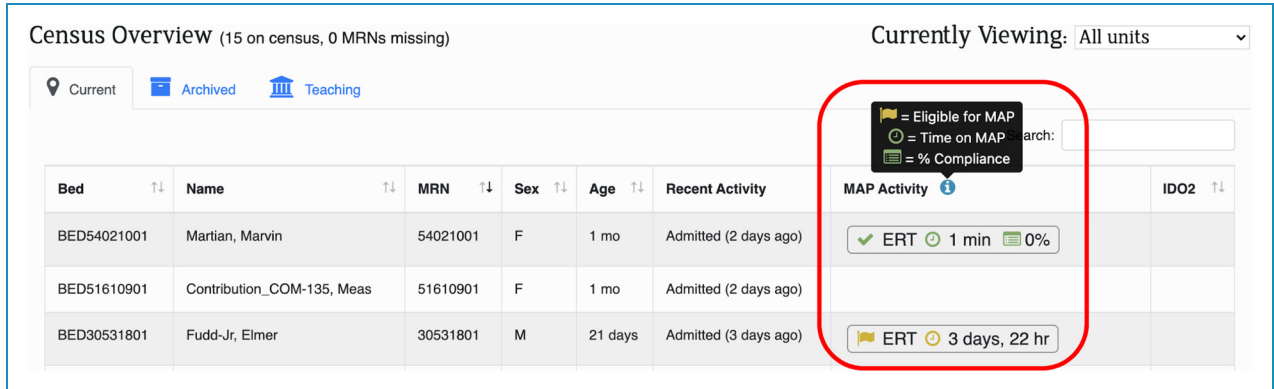 Census Overview (15 on census, 0 MRNs missing)
Currently Viewing: All units
Current Archived Teaching
= Eligible for MAP
= Time on MAP
= % Compliance
earch:
Bed Name MRN Sex Age Recent Activity MAP Activity IDO2
BED54021001 Martian, Marvin 54021001 F 1 mo Admitted (2 days ago) ERT 1 min 0%
BED51610901 Contribution_COM-135, Meas 51610901 F 1 mo Admitted (2 days ago)
BED30531801 Fudd-Jr, Elmer 30531801 M 21 days Admitted (3 days ago) ERT 3 days, 22 hr